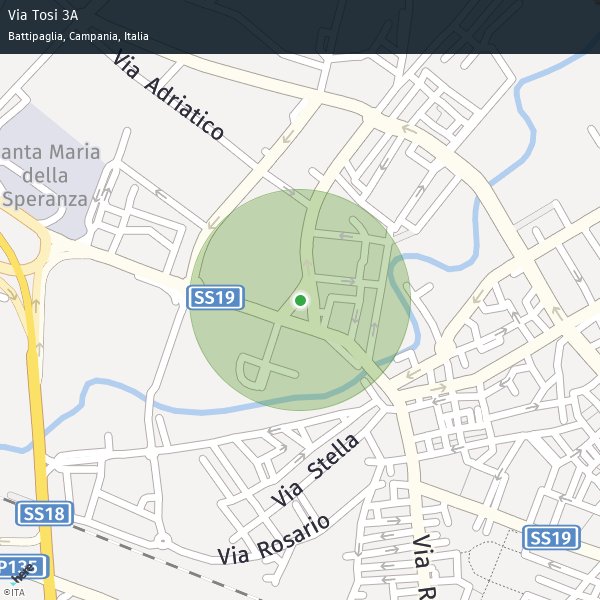 Via Tosi 3A
Battipaglia, Campania, Italia
Via Adriatico
anta Maria
della
Speranza
SS19
Via Stella
SS18
Via Rosario
SS19
Via-R
P135
here
©ITA